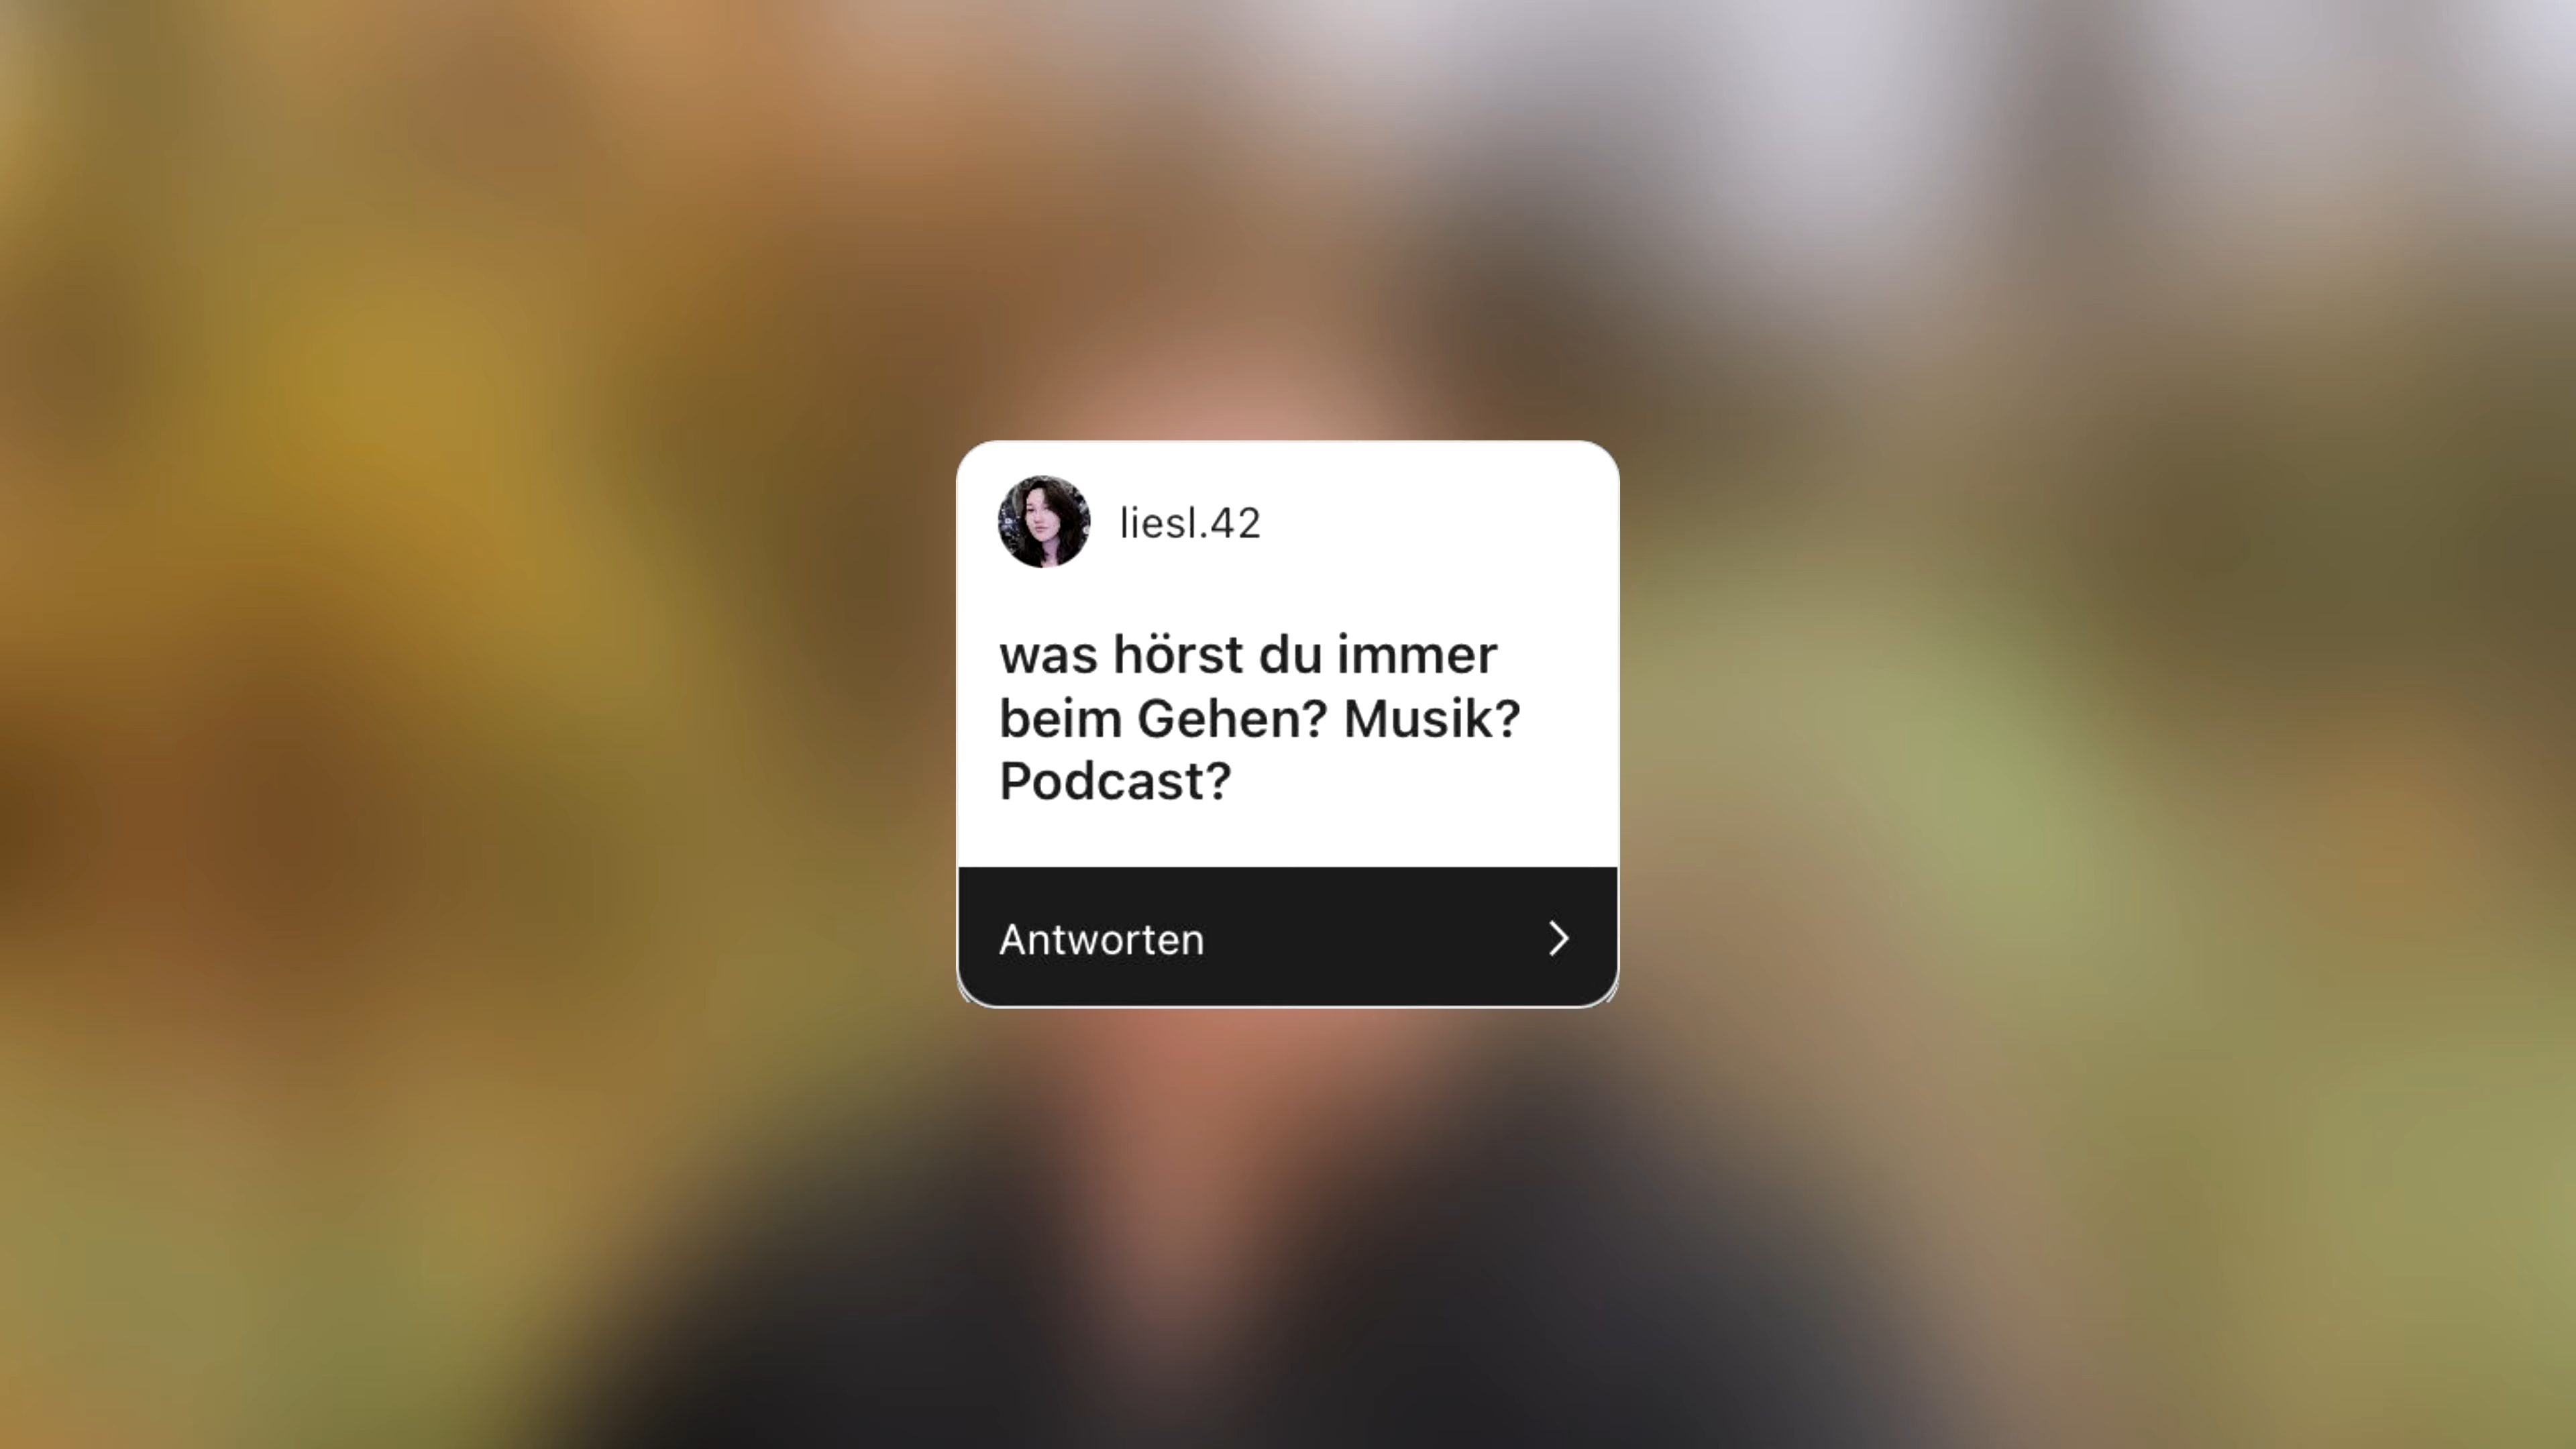 liesl.42
was hörst du immer
beim Gehen? Musik?
Podcast?
Antworten